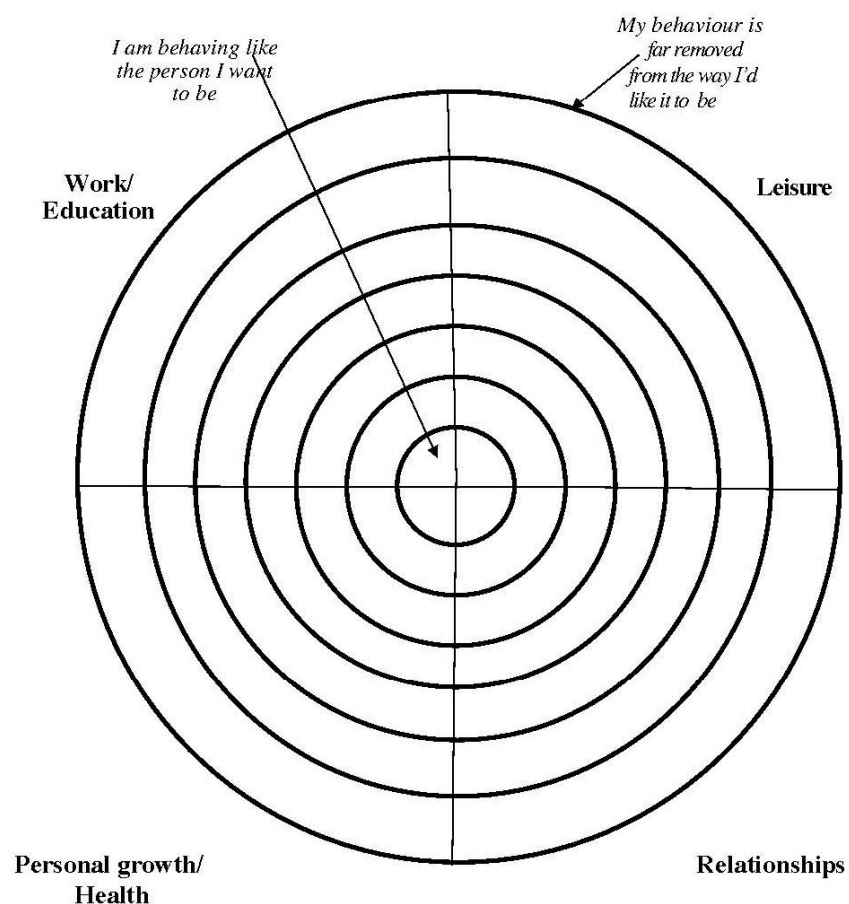 I am behaving like
the person I want
to be
My behaviour is
far removed
from the way I'd
like it to be
Work/
Education
Leisure
Personal growth/
Health
Relationships